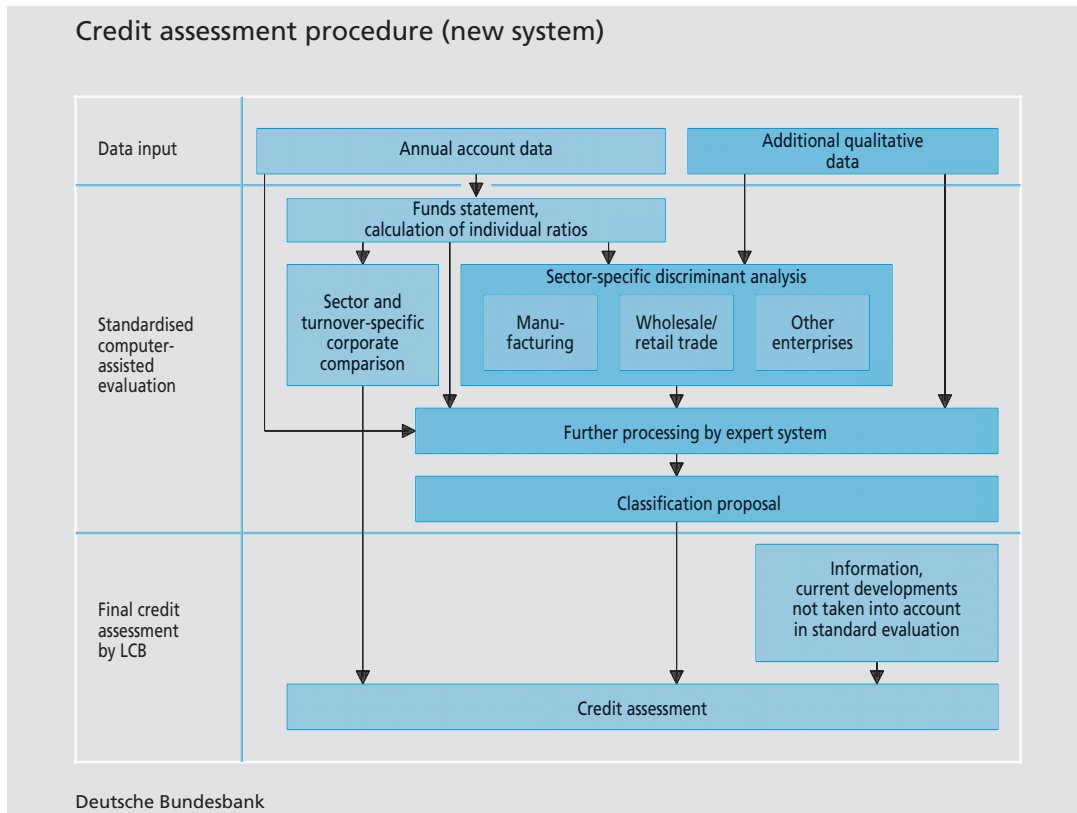 Credit assessment procedure (new system)
Data input
Annual account data
Additional qualitative
data
Funds statement,
calculation of individual ratios
Standardised
computer-
assisted
evaluation
Sector and
turnover-specific
corporate
comparison
Sector-specific discriminant analysis
Manu-
facturing
Wholesale/
retail trade
Other
enterprises
Further processing by expert system
Classification proposal
Final credit
assessment
by LCB
Information,
current developments
not taken into account
in standard evaluation
Credit assessment
Deutsche Bundesbank